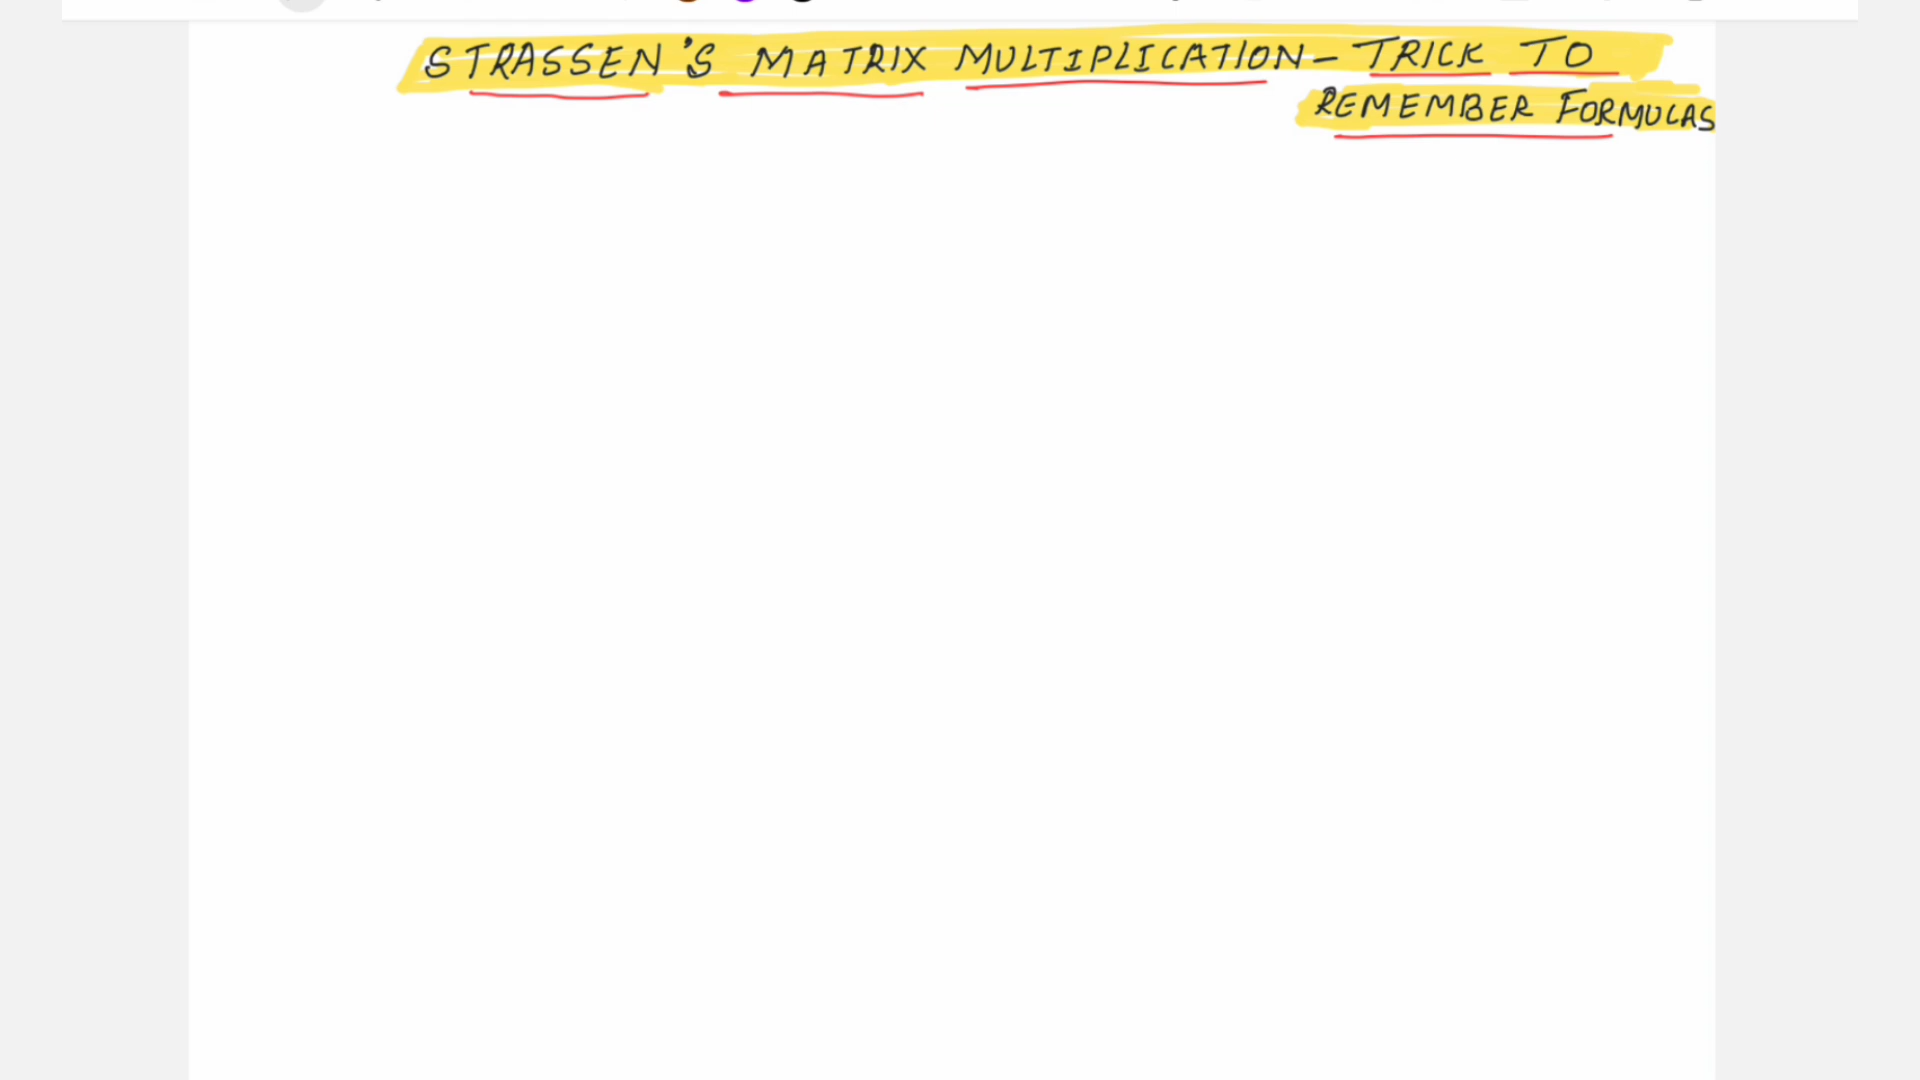 STRASSEN'S MATRIX MULTIPLICATION - TRICK TO
REMEMBER FORMULAS